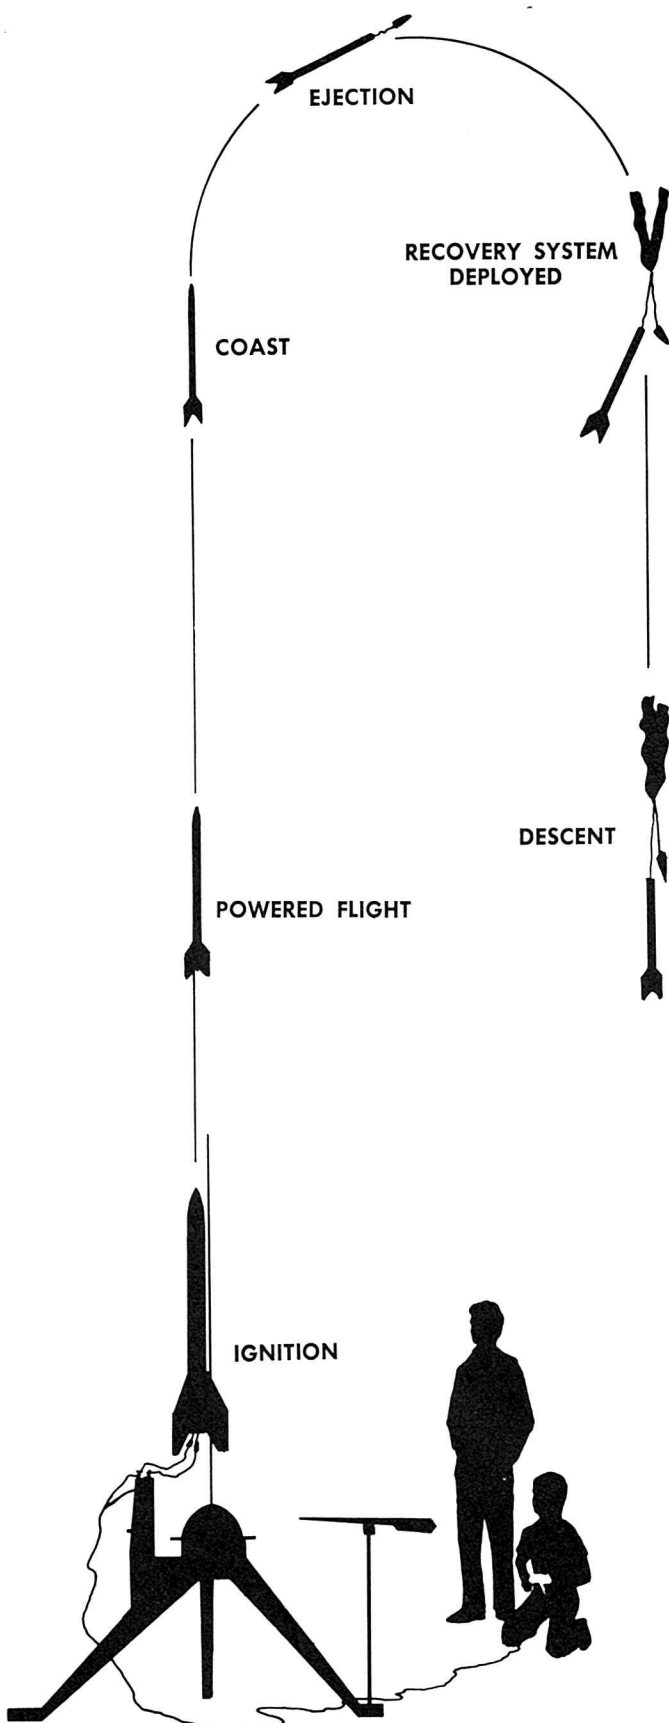 EJECTION
RECOVERY SYSTEM
DEPLOYED
COAST
DESCENT
POWERED FLIGHT
IGNITION